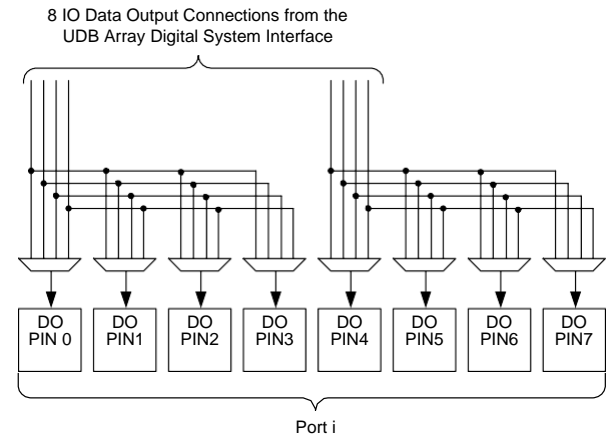 8 IO Data Output Connections from the
UDB Array Digital System Interface
DO
PIN 0
DO
PIN1
DO
PIN2
DO
PIN3
DO
PIN4
DO
PIN5
DO
PIN6
DO
PIN7
Port i